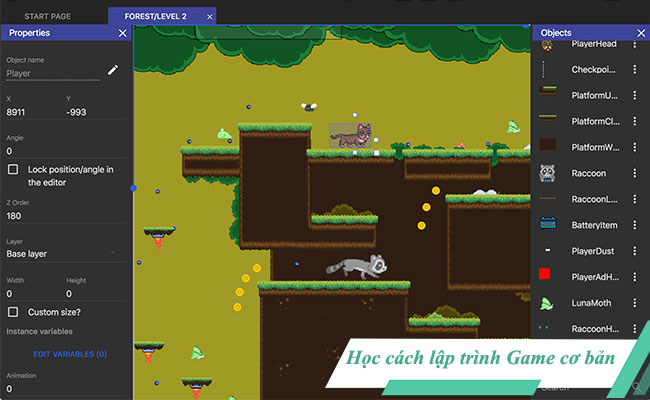 START PAGE
FOREST/LEVEL 2
Properties
Object name
Player
X Y
8911 -993
Angle
0
Lock position/angle in
the editor
Z Order
180
Layer
Base layer
Width Height
0 0
Custom size?
Instance variables
EDIT VARIABLES (0)
Animation
0
Objects
PlayerHead
Checkpoi...
PlatformU...
PlatformCl...
PlatformW...
Raccoon
RaccoonL...
BatteryItem
PlayerDust
PlayerAdH...
LunaMoth
RaccoonH...
Search
Học cách lập trình Game cơ bản